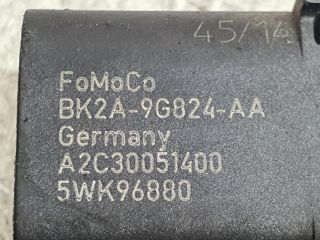 45/14
FoMoCo
BK2A-9G824-AA
Germany
A2C30051400
5WK96880